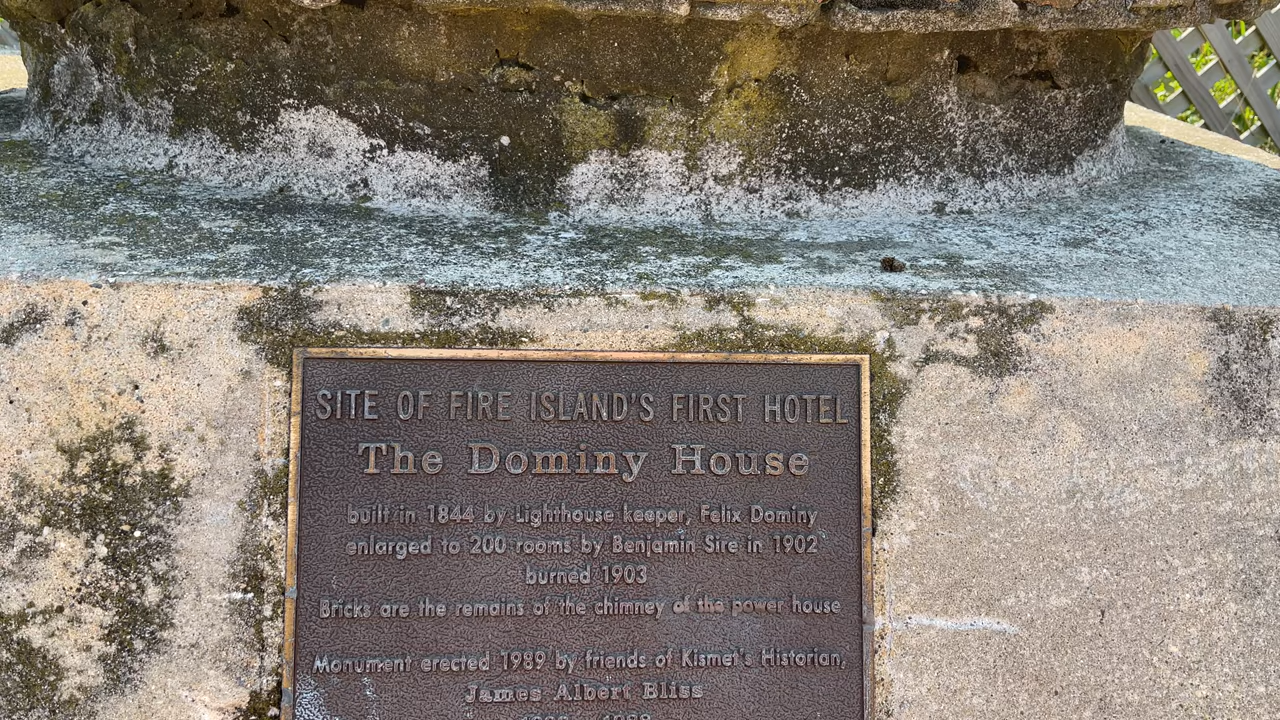 SITE OF FIRE ISLAND'S FIRST HOTEL
The Dominy House
built in 1844 by Lighthouse keeper, Felix Dominy
enlarged to 200 rooms by Benjamin Sire in 1902
burned 1903
Bricks are the remains of the chimney of the power house
Monument erected 1989 by friends of Kismet's Historian,
James Albert Bliss